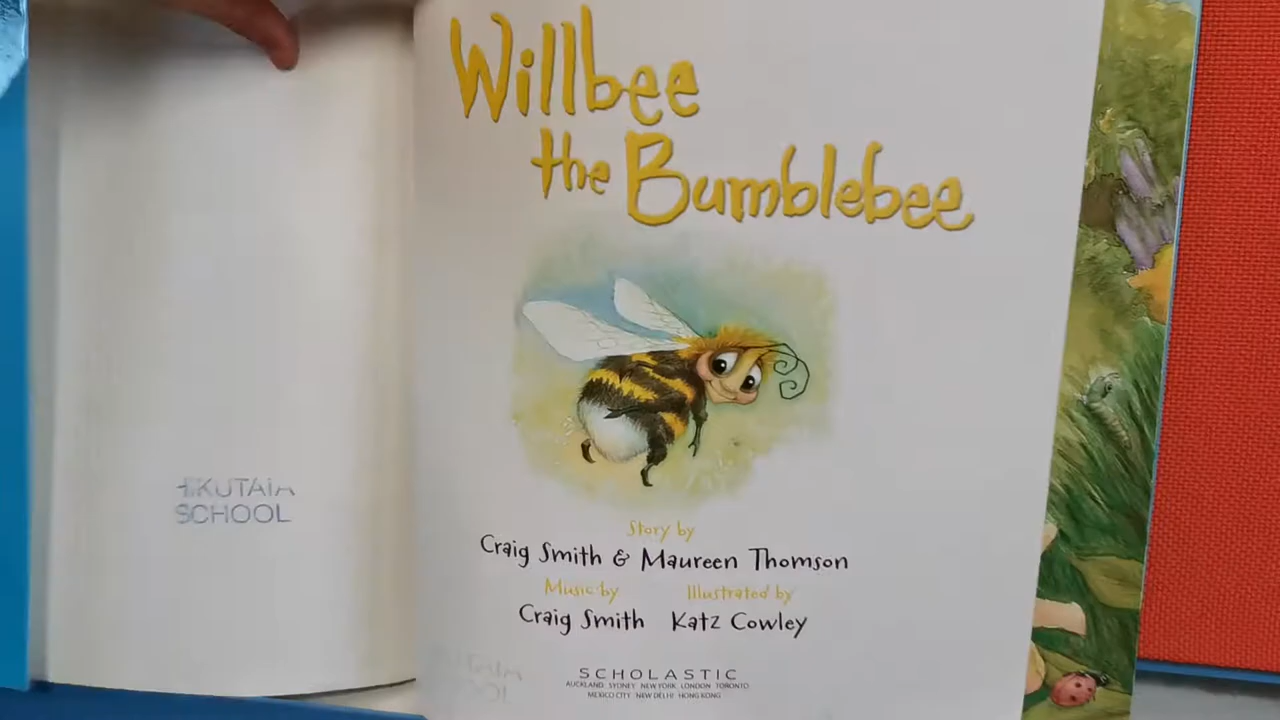 Willbee
the Bumblebee
HIKUTAIA
SCHOOL
Story by
Craig Smith & Maureen Thomson
Music by
Craig Smith
Illustrated by
Katz Cowley
SCHOLASTIC
AUCKLAND SYDNEY NEW YORK LONDON TORONTO
MEXICO CITY NEW DELHI HONG KONG